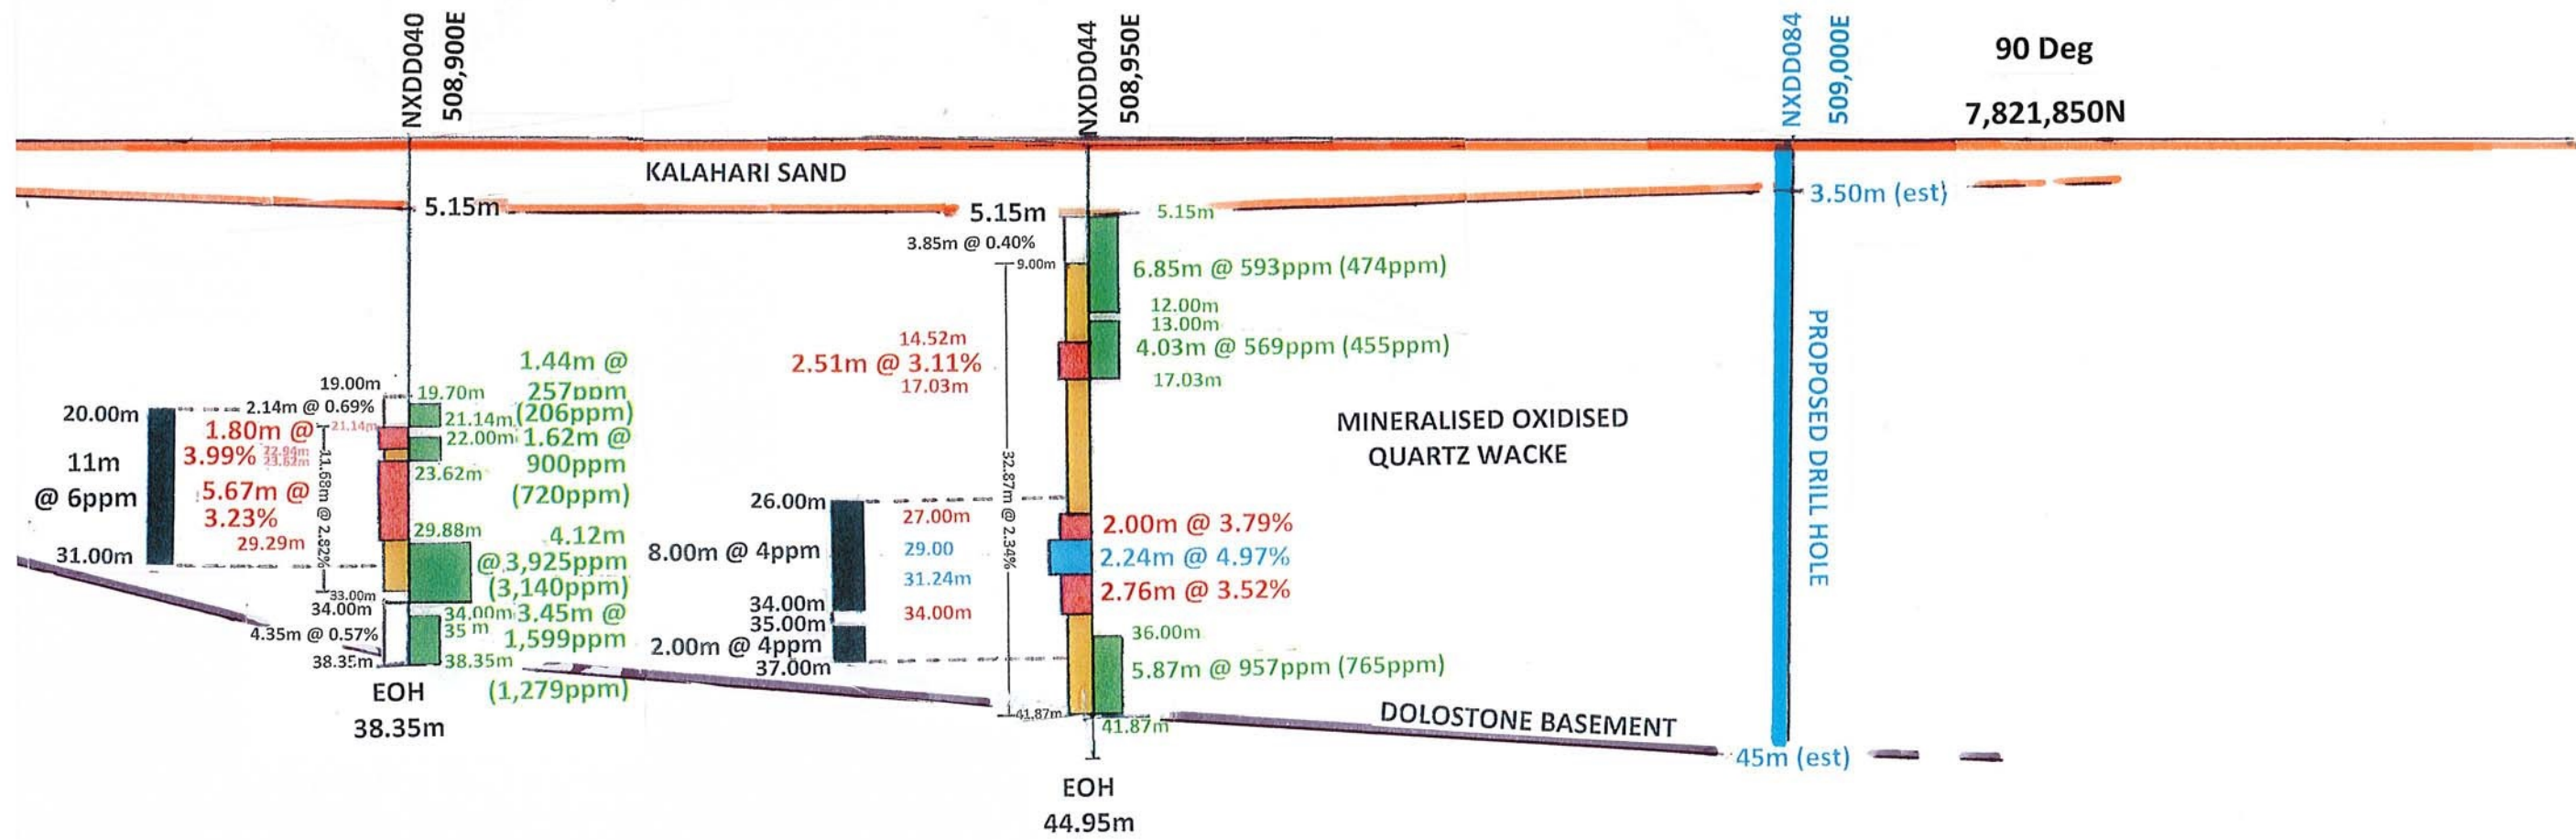 NXDD040
508,900E
NXDD044
508,950E
NXDD084
509,000E
90 Deg
7,821,850N
KALAHARI SAND
5.15m
5.15m
5.15m
3.50m (est)
3.85m @ 0.40%
9.00m
6.85m @ 593ppm (474ppm)
12.00m
13.00m
4.03m @ 569ppm (455ppm)
17.03m
14.52m
2.51m @ 3.11%
17.03m
32.87m @ 2.34%
MINERALISED OXIDISED
QUARTZ WACKE
PROPOSED DRILL HOLE
19.00m
2.14m @ 0.69%
20.00m
11m
@ 6ppm
31.00m
1.80m @
3.99%
21.14m
22.94m
23.62m
5.67m @
3.23%
29.29m
11.68m @ 2.82%
33.00m
34.00m
4.35m @ 0.57%
38.35m
19.70m
21.14m
22.00m
23.62m
29.88m
34.00m
35 m
38.35m
1.44m @
257ppm
(206ppm)
1.62m @
900ppm
(720ppm)
4.12m
@ 3,925ppm
(3,140ppm)
3.45m @
1,599ppm
(1,279ppm)
EOH
38.35m
26.00m
8.00m @ 4ppm
34.00m
35.00m
2.00m @ 4ppm
37.00m
27.00m
29.00
31.24m
34.00m
2.00m @ 3.79%
2.24m @ 4.97%
2.76m @ 3.52%
36.00m
5.87m @ 957ppm (765ppm)
41.87m
41.87m
DOLOSTONE BASEMENT
45m (est)
EOH
44.95m